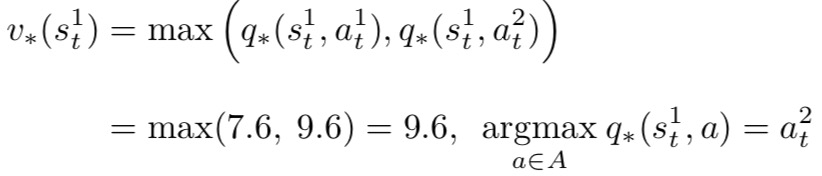 v_*(s_t^1) = max(q_*(s_t^1, a_t^1), q_*(s_t^1, a_t^2))
= max(7.6, 9.6) = 9.6, argmax_{a∈A} q_*(s_t^1, a) = a_t^2